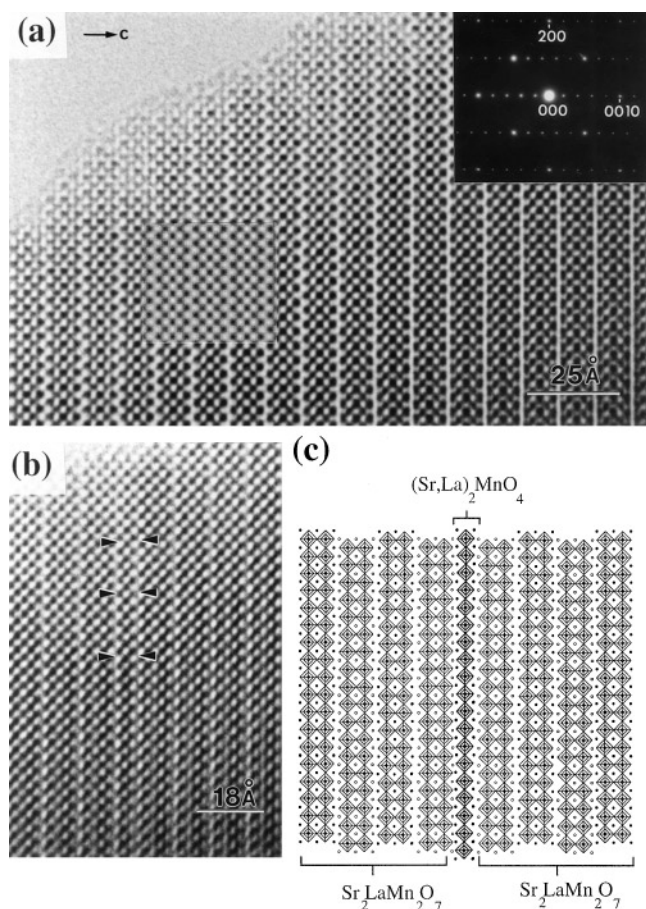 (a)
c
200
000
0010
25Å
(b)
18Å
(c)
(Sr,La)₂MnO₄
Sr₂LaMn₂O₇
Sr₂LaMn₂O₇